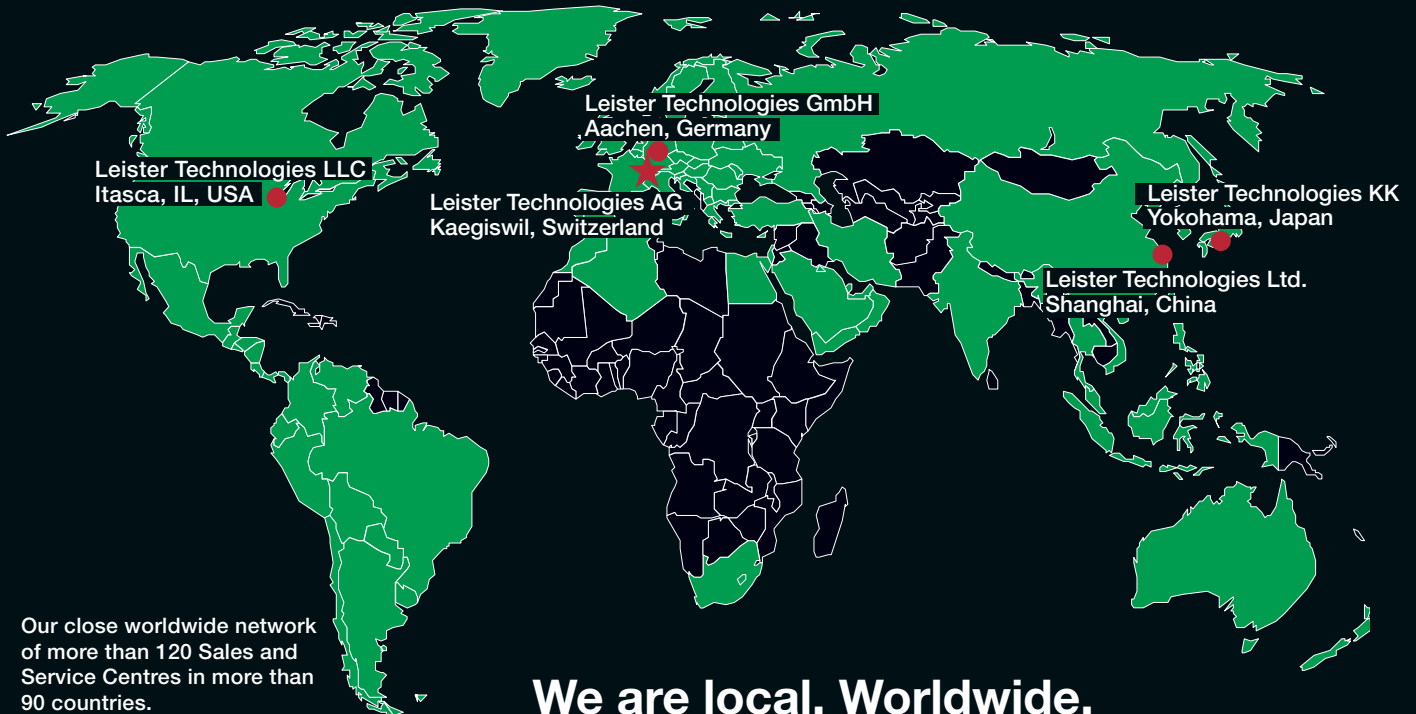 Leister Technologies GmbH
Aachen, Germany
Leister Technologies LLC
Itasca, IL, USA
Leister Technologies AG
Kaegiswil, Switzerland
Leister Technologies KK
Yokohama, Japan
Leister Technologies Ltd.
Shanghai, China
Our close worldwide network
of more than 120 Sales and
Service Centres in more than
90 countries.
We are local. Worldwide.